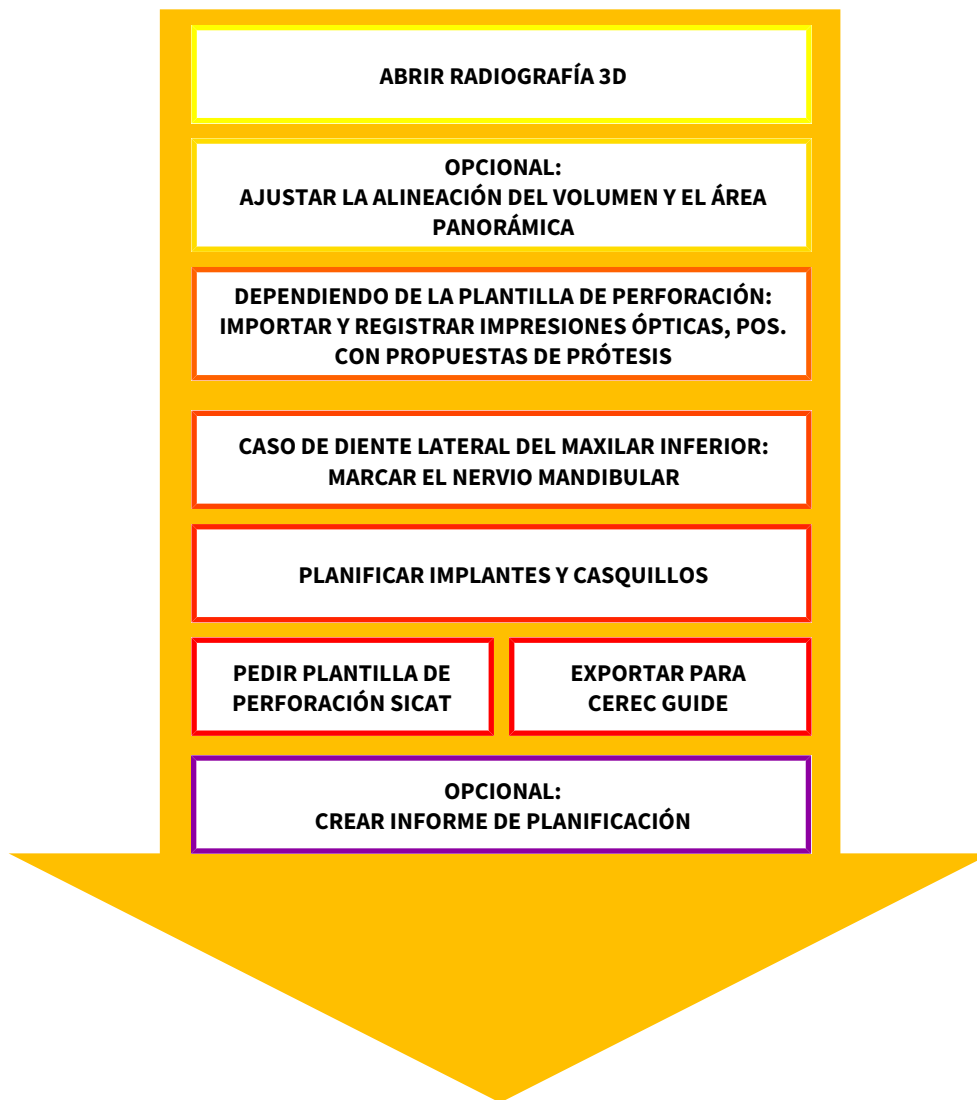 ABRIR RADIOGRAFÍA 3D
OPCIONAL:
AJUSTAR LA ALINEACIÓN DEL VOLUMEN Y EL ÁREA
PANORÁMICA
DEPENDIENDO DE LA PLANTILLA DE PERFORACIÓN:
IMPORTAR Y REGISTRAR IMPRESIONES ÓPTICAS, POS.
CON PROPUESTAS DE PRÓTESIS
CASO DE DIENTE LATERAL DEL MAXILAR INFERIOR:
MARCAR EL NERVIO MANDIBULAR
PLANIFICAR IMPLANTES Y CASQUILLOS
PEDIR PLANTILLA DE
PERFORACIÓN SICAT
EXPORTAR PARA
CEREC GUIDE
OPCIONAL:
CREAR INFORME DE PLANIFICACIÓN